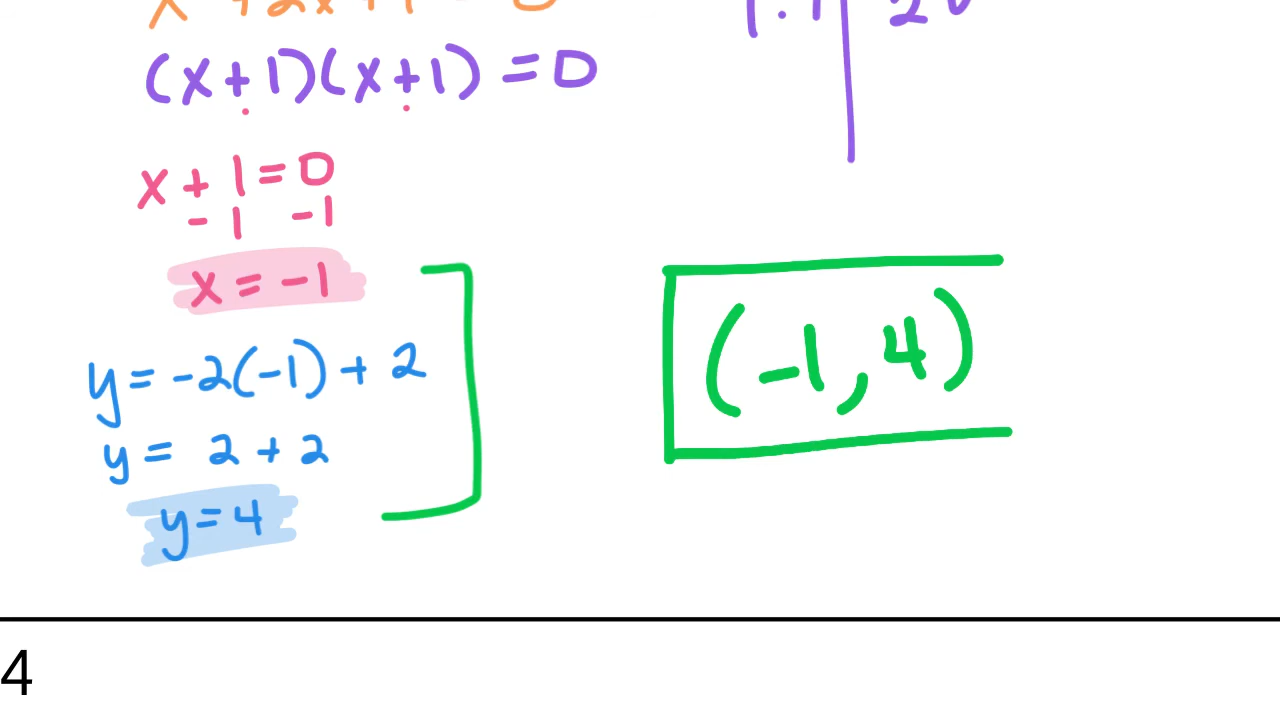 (x+1)(x+1) = 0
x + 1 = 0
- 1 -1
x = -1
y = -2(-1) + 2
y = 2 + 2
y = 4
(-1, 4)
4